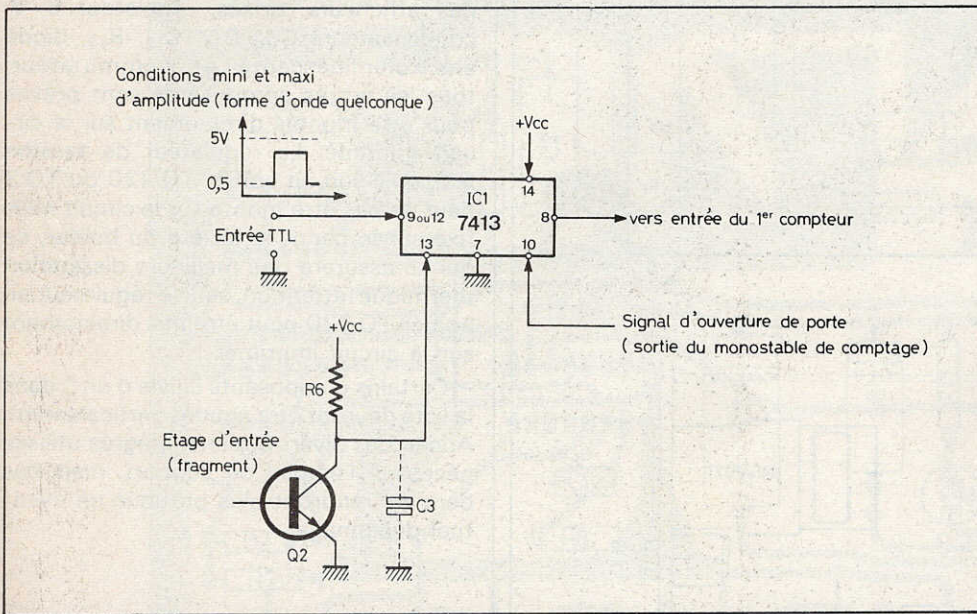 Conditions mini et maxi
d'amplitude (forme d'onde quelconque)
5V
0,5
+Vcc
14
IC1
7413
9ou12
8
13
7
10
vers entrée du 1er compteur
Entrée TTL
Signal d'ouverture de porte
(sortie du monostable de comptage)
+Vcc
R6
Etage d'entrée
(fragment)
C3
Q2